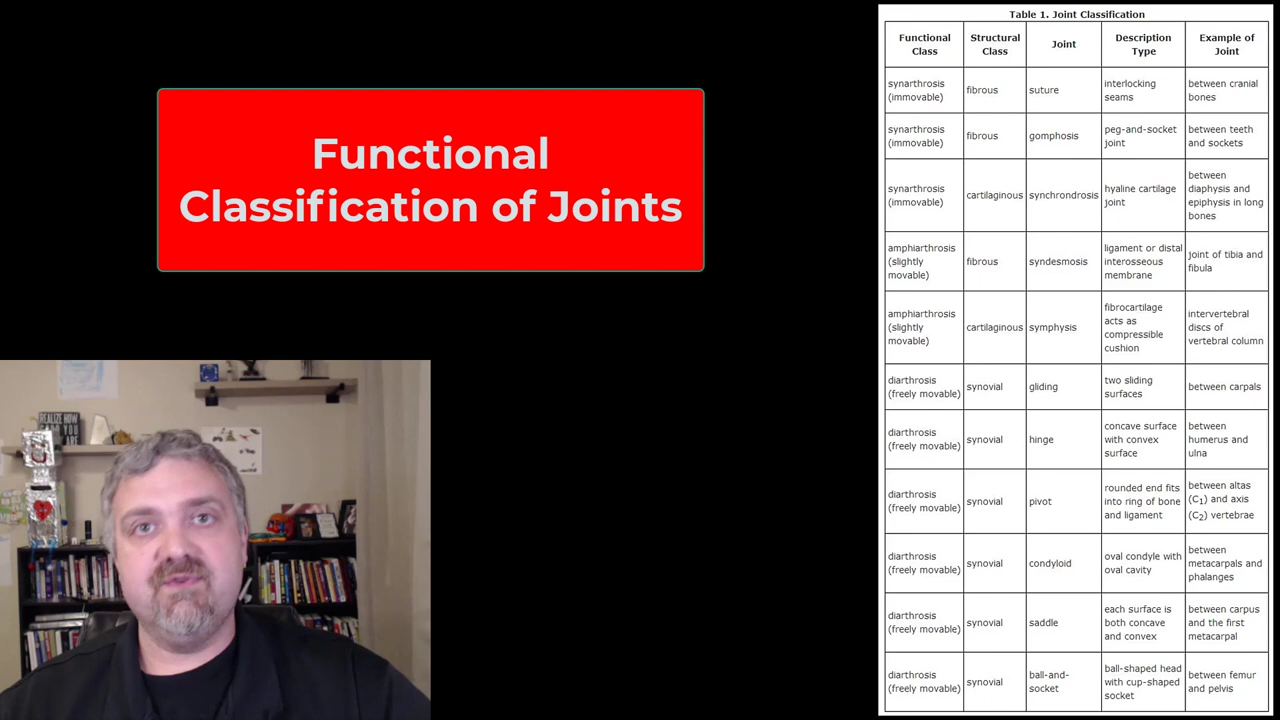 Functional
Classification of Joints
REALIZE HOW
YOU
ARE
Table 1. Joint Classification
Functional Class | Structural Class | Joint | Description Type | Example of Joint
synarthrosis (immovable) | fibrous | suture | interlocking seams | between cranial bones
synarthrosis (immovable) | fibrous | gomphosis | peg-and-socket joint | between teeth and sockets
synarthrosis (immovable) | cartilaginous | synchrondrosis | hyaline cartilage joint | between diaphysis and epiphysis in long bones
amphiarthrosis (slightly movable) | fibrous | syndesmosis | ligament or distal interosseous membrane | joint of tibia and fibula
amphiarthrosis (slightly movable) | cartilaginous | symphysis | fibrocartilage acts as compressible cushion | intervertebral discs of vertebral column
diarthrosis (freely movable) | synovial | gliding | two sliding surfaces | between carpals
diarthrosis (freely movable) | synovial | hinge | concave surface with convex surface | between humerus and ulna
diarthrosis (freely movable) | synovial | pivot | rounded end fits into ring of bone and ligament | between altas (C1) and axis (C2) vertebrae
diarthrosis (freely movable) | synovial | condyloid | oval condyle with oval cavity | between metacarpals and phalanges
diarthrosis (freely movable) | synovial | saddle | each surface is both concave and convex | between carpus and the first metacarpal
diarthrosis (freely movable) | synovial | ball-and-socket | ball-shaped head with cup-shaped socket | between femur and pelvis